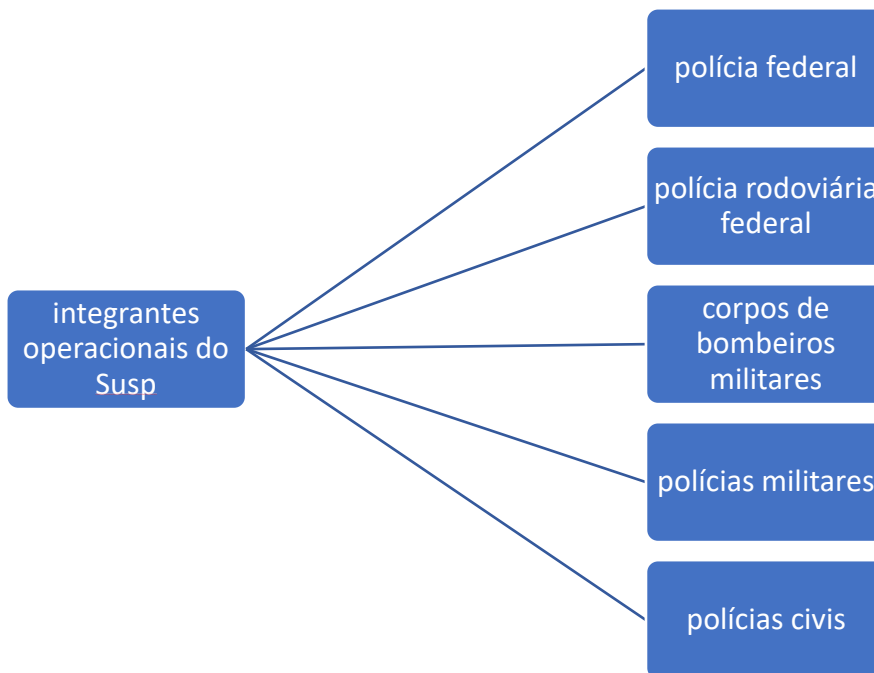 polícia federal
polícia rodoviária
federal
integrantes
operacionais do
Susp
corpos de
bombeiros
militares
polícias militares
polícias civis